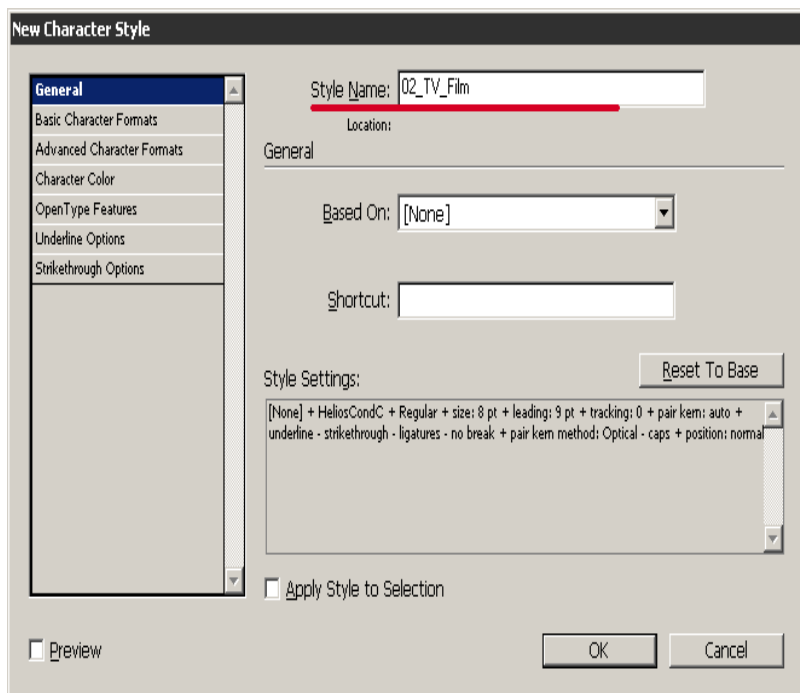 New Character Style
General
Basic Character Formats
Advanced Character Formats
Character Color
OpenType Features
Underline Options
Strikethrough Options
Style Name: 02_TV_Film
Location:
General
Based On: [None]
Shortcut:
Reset To Base
Style Settings:
[None] + HeliosCondC + Regular + size: 8 pt + leading: 9 pt + tracking: 0 + pair kern: auto +
underline - strikethrough - ligatures - no break + pair kern method: Optical - caps + position: normal
Apply Style to Selection
Preview
OK
Cancel